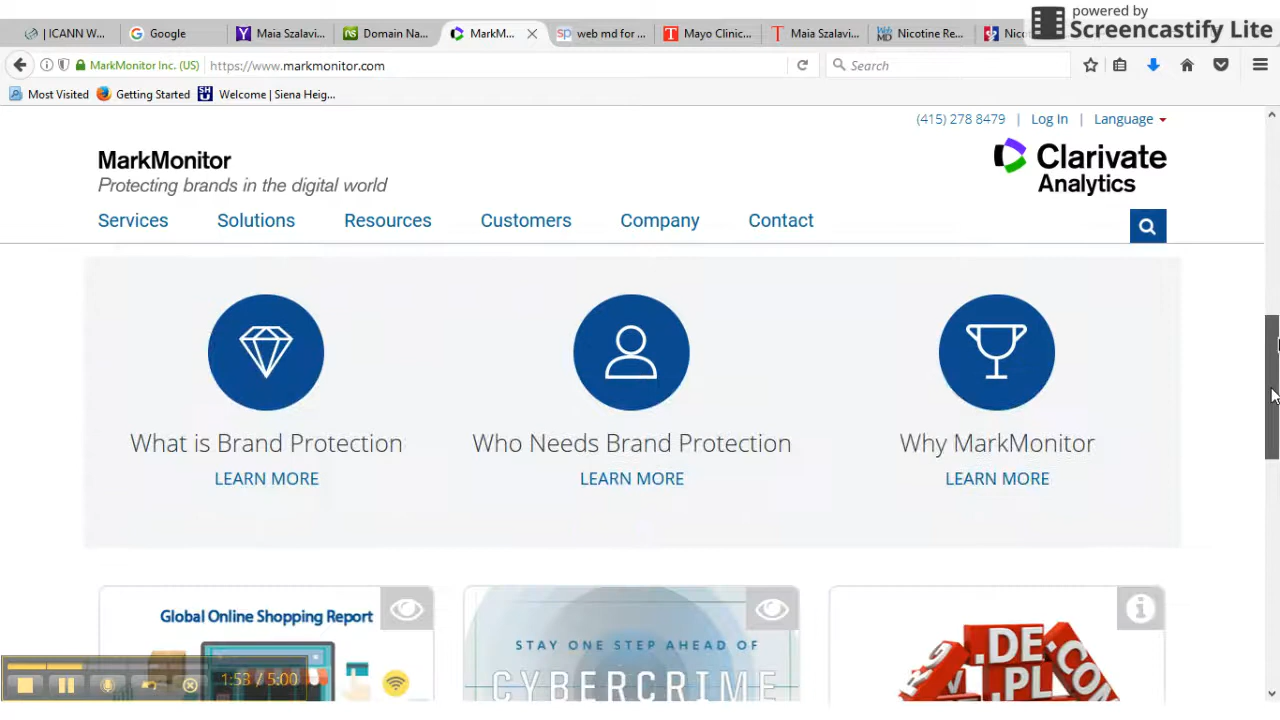 powered by
Screencastify Lite
| ICANN W...
Google
Maia Szalavi...
Domain Na...
MarkM...
web md for ...
Mayo Clinic...
Maia Szalavi...
Nicotine Re...
Nico
MarkMonitor Inc. (US)
https://www.markmonitor.com
Search
Most Visited
Getting Started
Welcome | Siena Heig...
(415) 278 8479 | Log In | Language
MarkMonitor
Protecting brands in the digital world
Clarivate
Analytics
Services
Solutions
Resources
Customers
Company
Contact
What is Brand Protection
Who Needs Brand Protection
Why MarkMonitor
LEARN MORE
LEARN MORE
LEARN MORE
Global Online Shopping Report
STAY ONE STEP AHEAD OF
CYBERCRIME
.DE
.COM
.PL
1:53 / 5:00